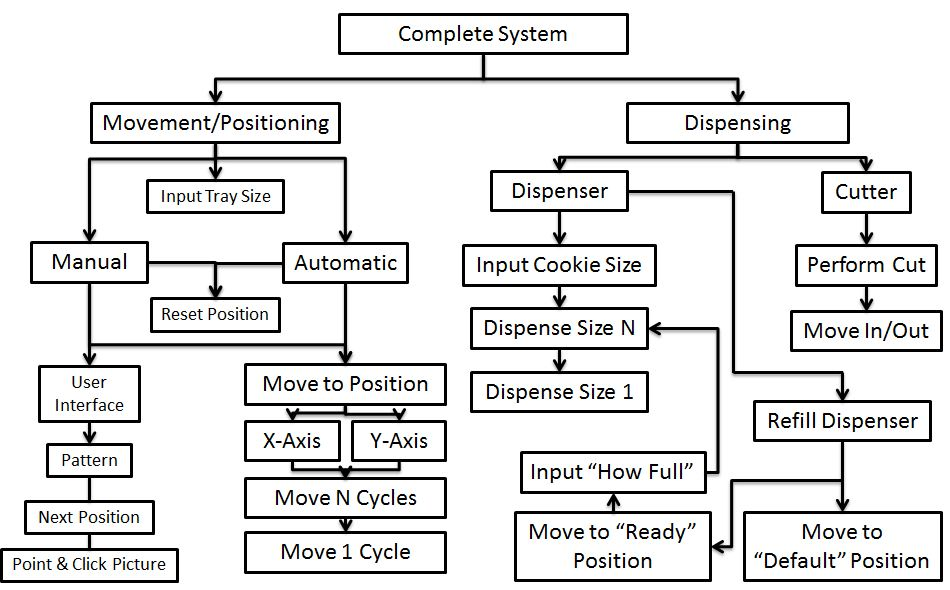 Complete System
Movement/Positioning
Dispensing
Input Tray Size
Dispenser
Cutter
Manual
Automatic
Input Cookie Size
Perform Cut
Reset Position
Dispense Size N
Move In/Out
User
Interface
Move to Position
Dispense Size 1
X-Axis
Y-Axis
Refill Dispenser
Pattern
Input “How Full”
Move N Cycles
Next Position
Move to “Ready”
Position
Move to
“Default” Position
Move 1 Cycle
Point & Click Picture